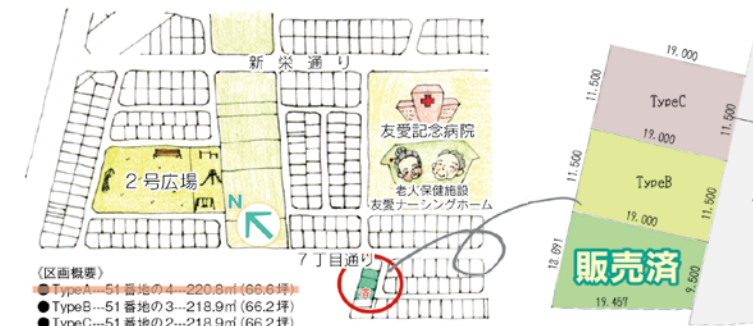 新栄通り
友愛記念病院
2号広場
老人保健施設
友愛ナーシングホーム
N
7丁目通り
済
《区画概要》
●TypeA---51番地の4---220.8㎡(66.6坪)
●TypeB---51番地の3---218.9㎡(66.2坪)
●TypeC---51番地の2---218.9㎡(66.2坪)
19.000
11.500
TypeC
11.500
19.000
11.500
TypeB
11.500
19.000
13.691
販売済
9.500
19.457